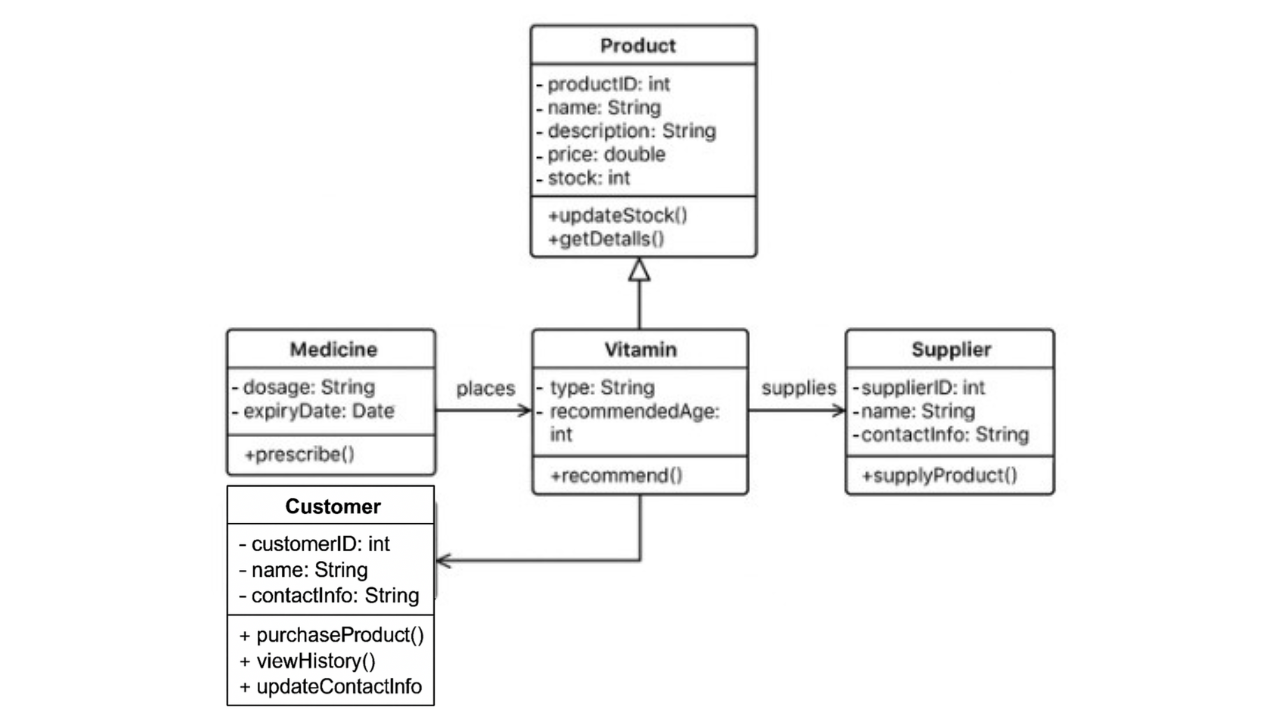 Product
- productID: int
- name: String
- description: String
- price: double
- stock: int
+updateStock()
+getDetalls()
Medicine
- dosage: String
- expiryDate: Date
+prescribe()
places
Vitamin
- type: String
- recommendedAge:
int
+recommend()
supplies
Supplier
-supplierID: int
-name: String
-contactInfo: String
+supplyProduct()
Customer
- customerID: int
- name: String
- contactInfo: String
+ purchaseProduct()
+ viewHistory()
+ updateContactInfo